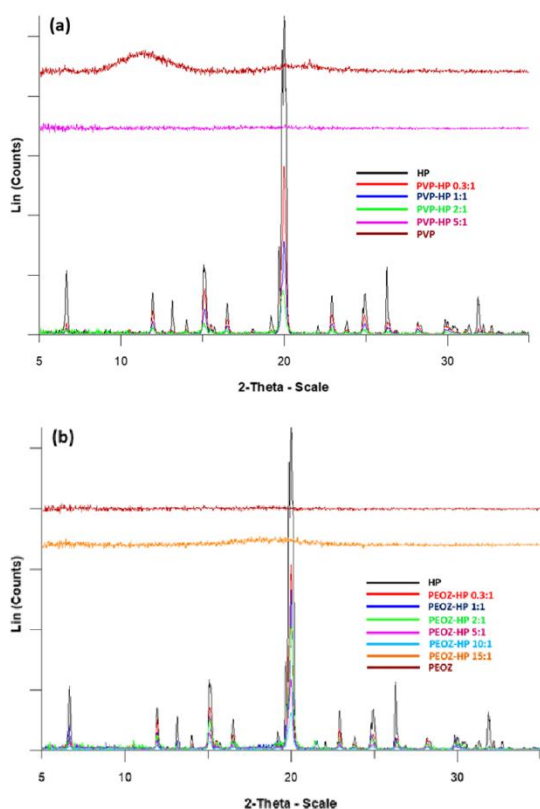 (a)
Lin (Counts)
HP
PVP-HP 0.3:1
PVP-HP 1:1
PVP-HP 2:1
PVP-HP 5:1
PVP
5 10 20 30
2-Theta - Scale
(b)
Lin (Counts)
HP
PEOZ-HP 0.3:1
PEOZ-HP 1:1
PEOZ-HP 2:1
PEOZ-HP 5:1
PEOZ-HP 10:1
PEOZ-HP 15:1
PEOZ
5 10 20 30
2-Theta - Scale